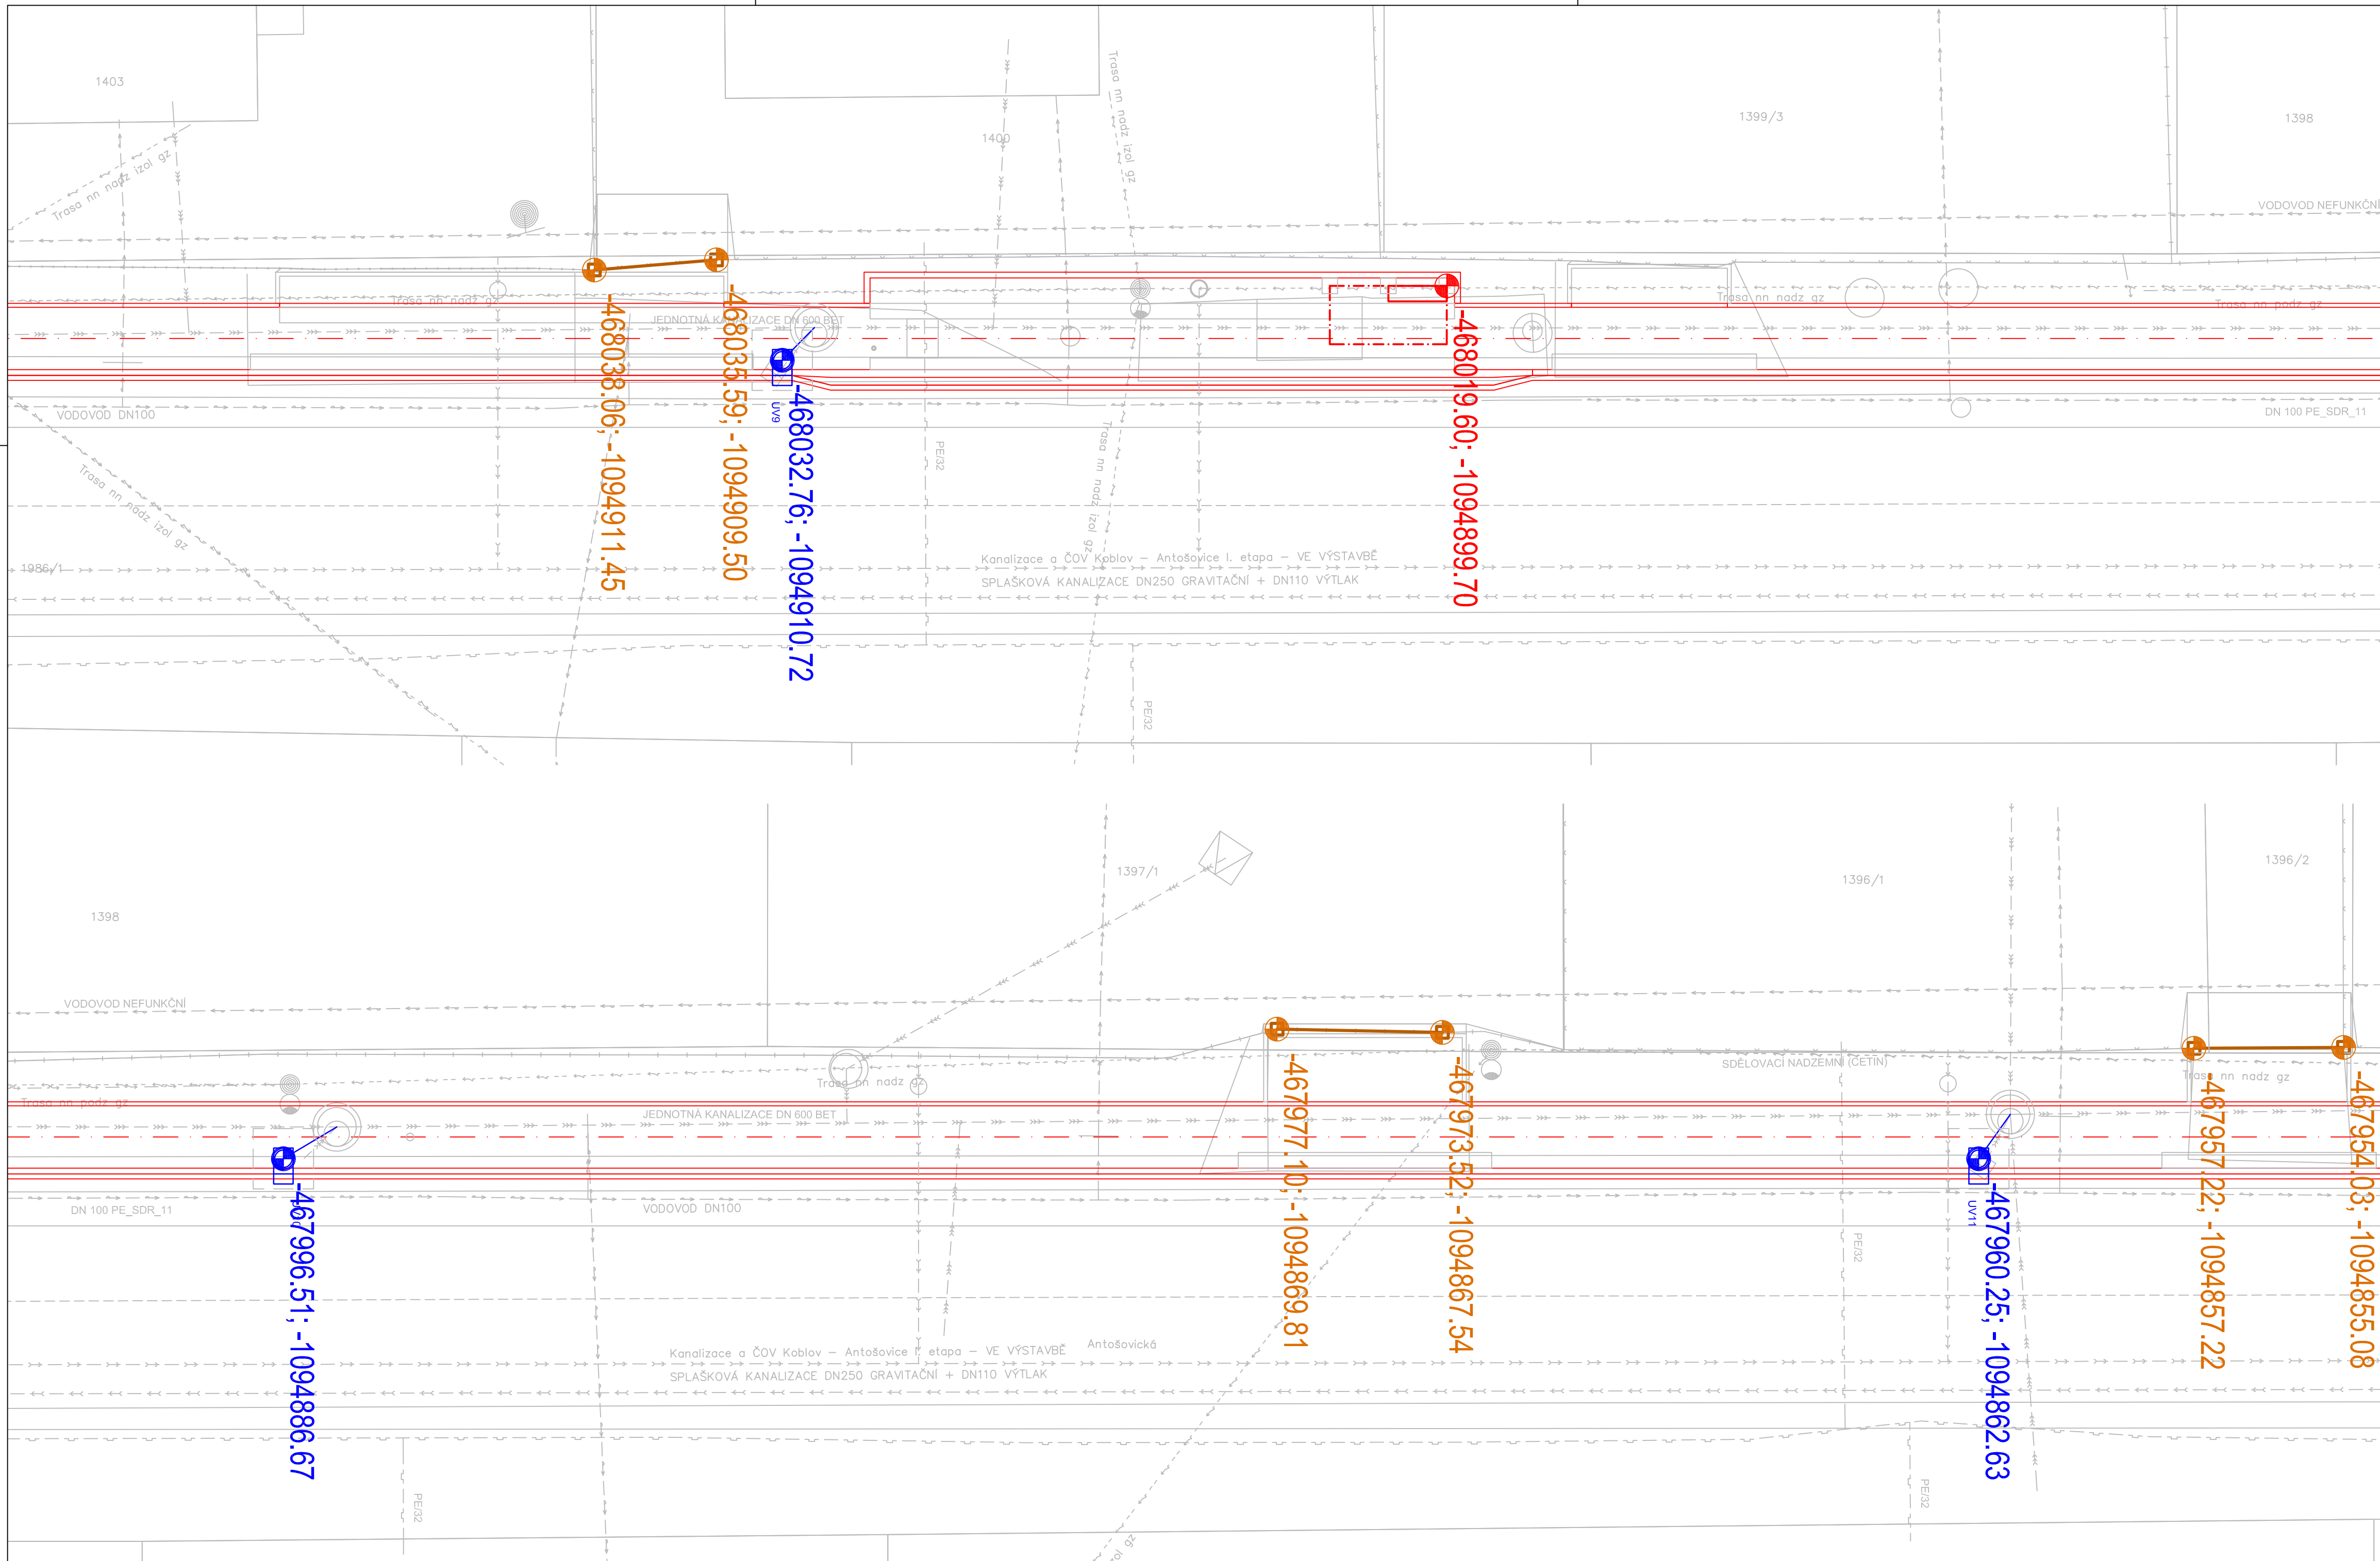 1403
1400
1399/3
1398
Trasa nn nadz izol gz
Trasa nn nadz izol gz
VODOVOD NEFUNKČNÍ
Trasa nn nadz gz
Trasa nn nadz gz
Trasa nn podz gz
JEDNOTNÁ KANALIZACE DN 600 BET
-468038.06; -1094911.45
-468035.59; -1094909.50
UV9
-468032.76; -1094910.72
-468019.60; -1094899.70
VODOVOD DN100
DN 100 PE_SDR_11
Trasa nn nadz izol gz
PE/32
Trasa nn nadz izol gz
Kanalizace a ČOV Koblov – Antošovice I. etapa – VE VÝSTAVBĚ
1986/1
SPLAŠKOVÁ KANALIZACE DN250 GRAVITAČNÍ + DN110 VÝTLAK
PE/32
1397/1
1396/1
1396/2
1398
VODOVOD NEFUNKČNÍ
SDĚLOVACÍ NADZEMNÍ (CETIN)
Trasa nn nadz gz
Trasa nn nadz gz
Trasa nn podz gz
JEDNOTNÁ KANALIZACE DN 600 BET
-467996.51; -1094886.67
-467977.10; -1094869.81
-467973.52; -1094867.54
UV11
-467960.25; -1094862.63
-467957.22; -1094857.22
-467954.03; -1094855.08
DN 100 PE_SDR_11
VODOVOD DN100
PE/32
Kanalizace a ČOV Koblov – Antošovice I. etapa – VE VÝSTAVBĚ
Antošovická
SPLAŠKOVÁ KANALIZACE DN250 GRAVITAČNÍ + DN110 VÝTLAK
PE/32
PE/32
gz